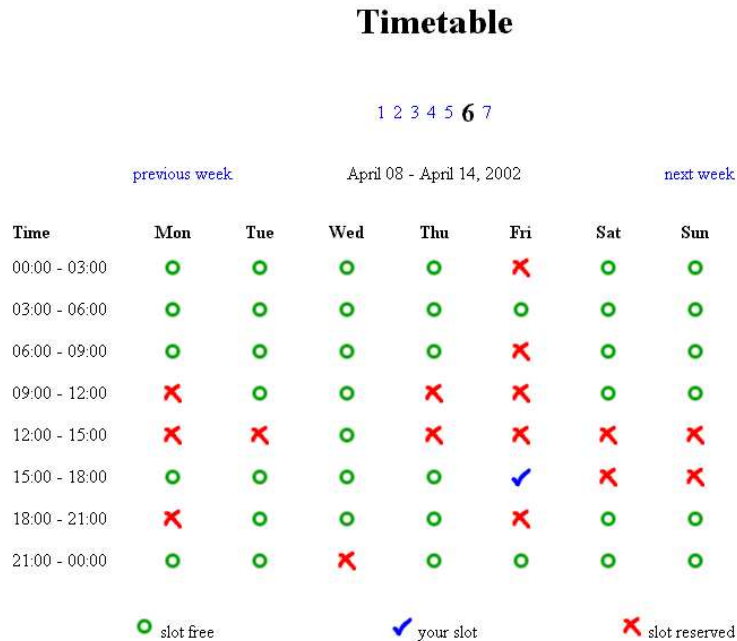 Timetable
1 2 3 4 5 6 7
previous week April 08 - April 14, 2002 next week
Time Mon Tue Wed Thu Fri Sat Sun
00:00 - 03:00
03:00 - 06:00
06:00 - 09:00
09:00 - 12:00
12:00 - 15:00
15:00 - 18:00
18:00 - 21:00
21:00 - 00:00
slot free your slot slot reserved